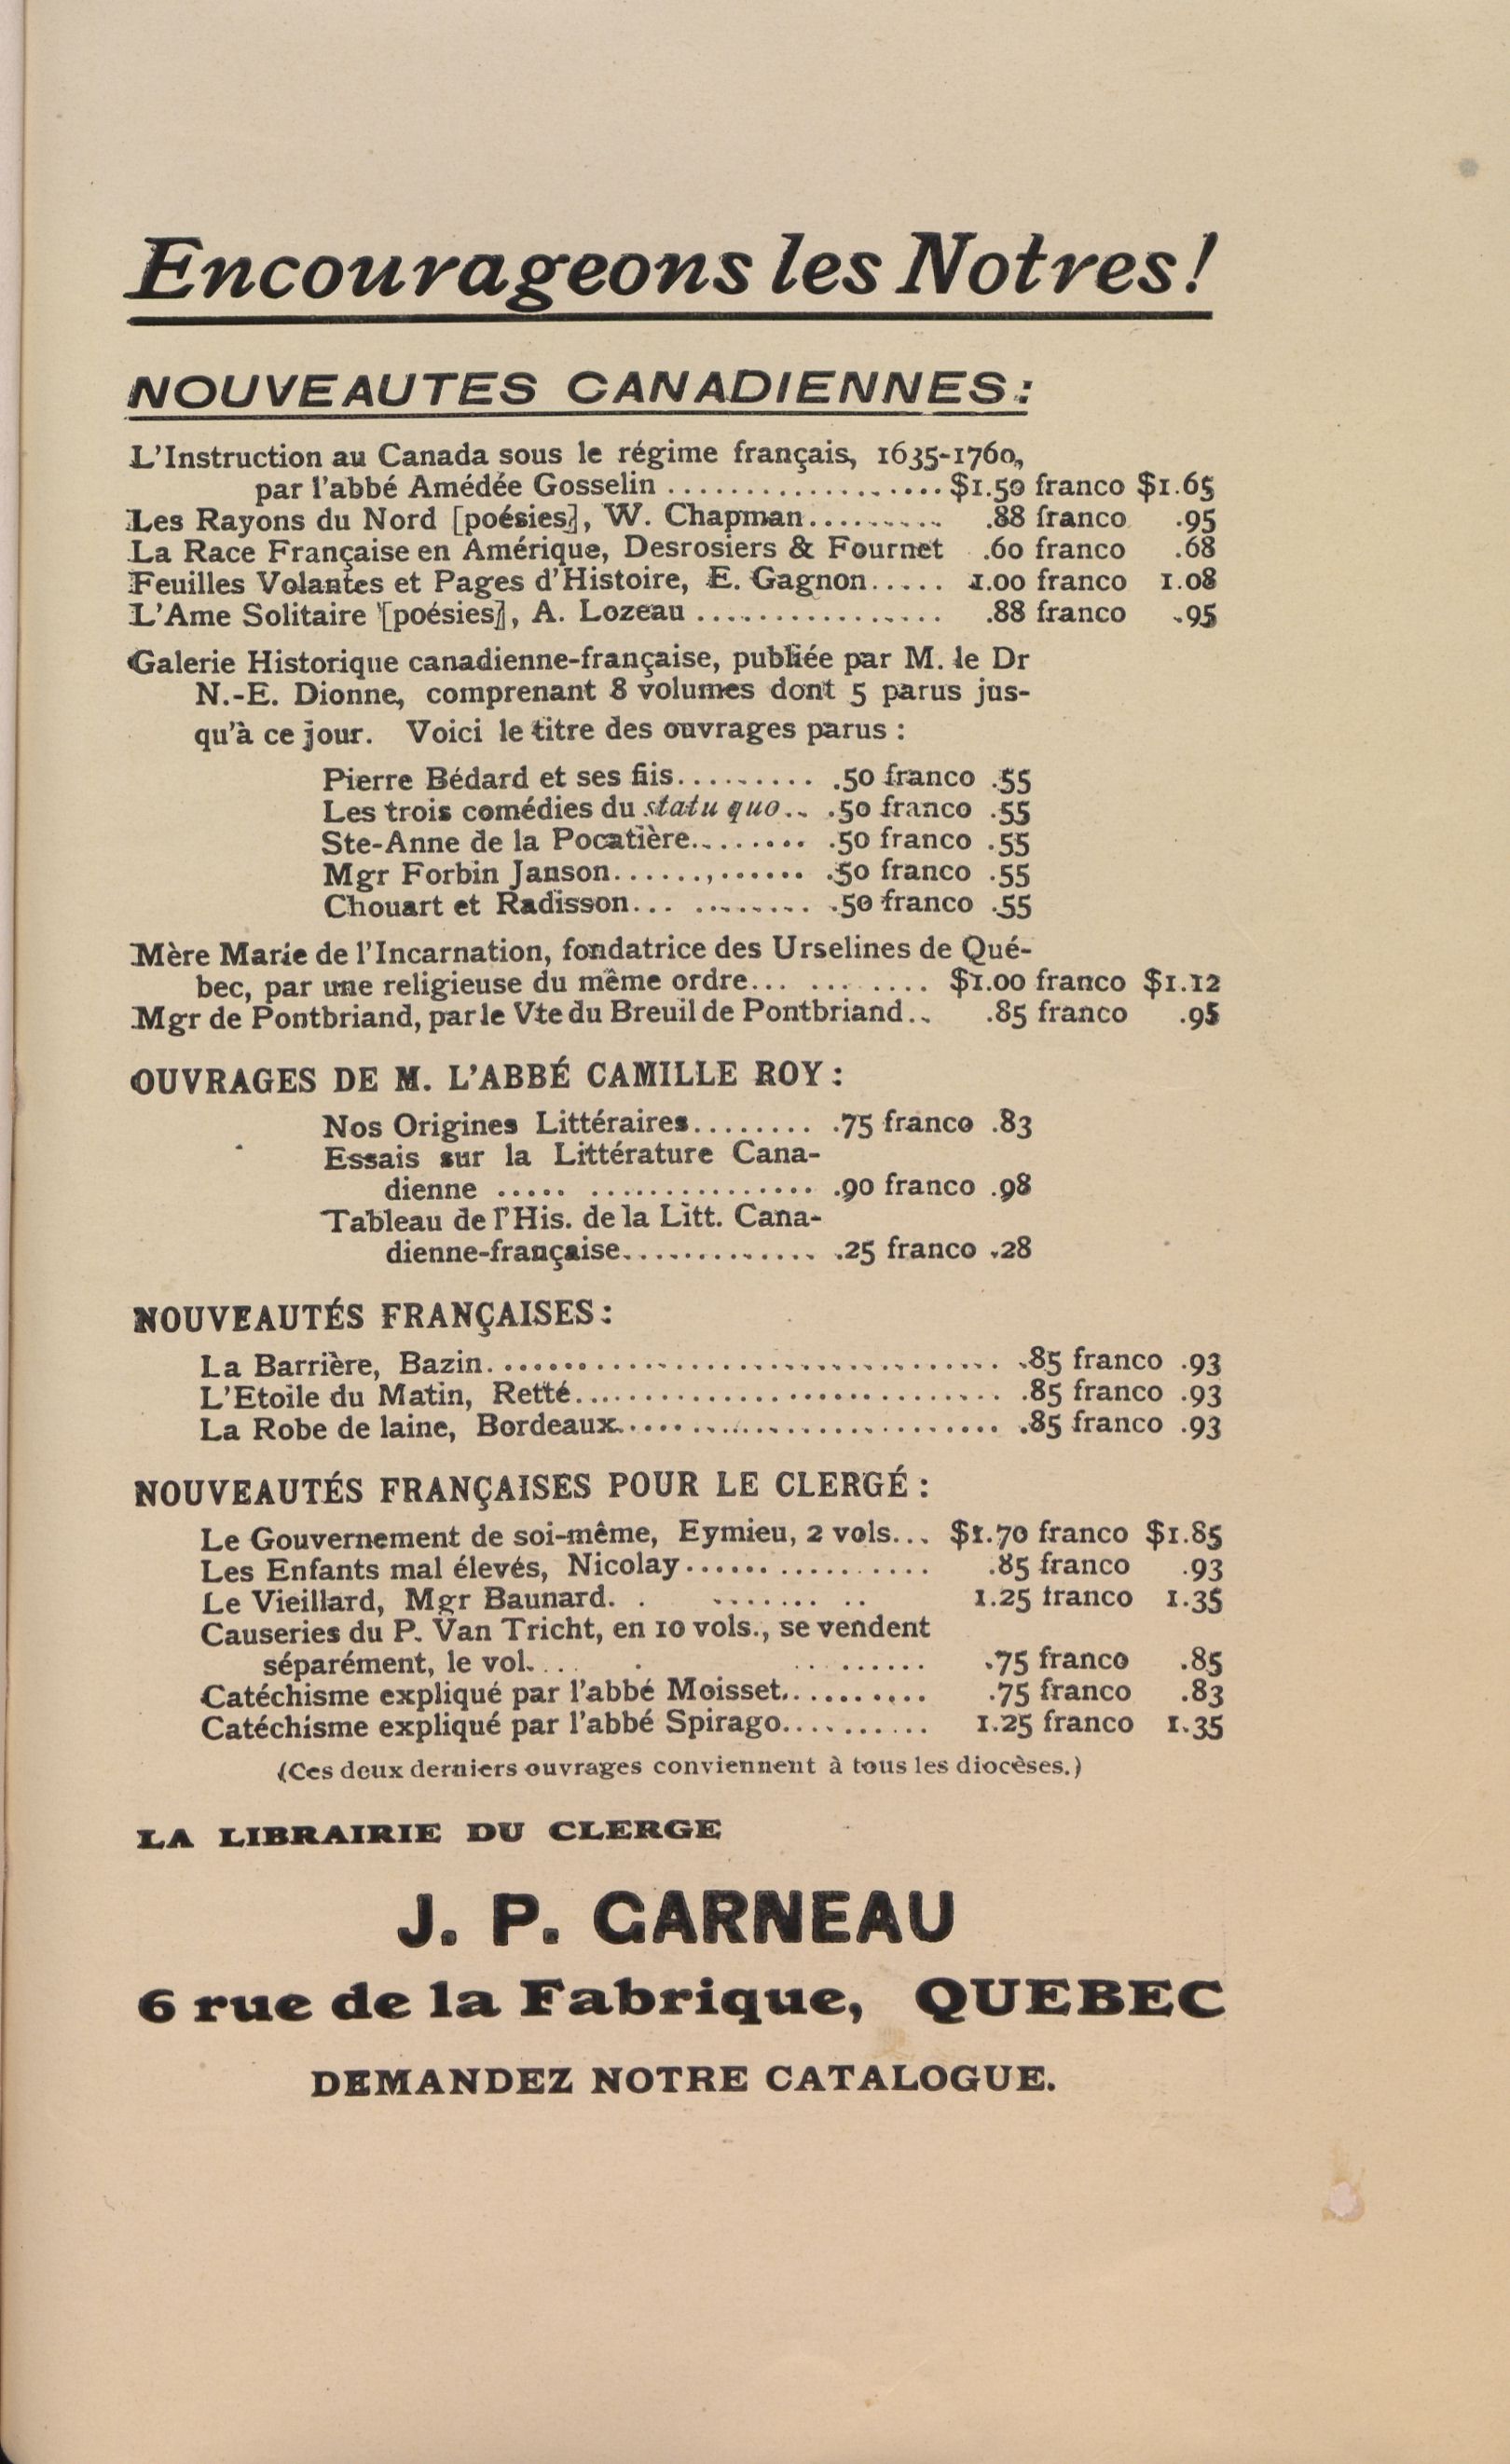 Encourageons les Notres!
NOUVEAUTES CANADIENNES:
L'Instruction au Canada sous le régime français, 1635-1760,
par l'abbé Amédée Gosselin .................. $1.50 franco $1.65
Les Rayons du Nord [poésies], W. Chapman......... .88 franco .95
La Race Française en Amérique, Desrosiers & Fournet .60 franco .68
Feuilles Volantes et Pages d'Histoire, E. Gagnon..... 1.00 franco 1.08
L'Ame Solitaire [poésies], A. Lozeau ................ .88 franco .95
Galerie Historique canadienne-française, publiée par M. le Dr
N.-E. Dionne, comprenant 8 volumes dont 5 parus jus-
qu'à ce jour. Voici le titre des ouvrages parus :
Pierre Bédard et ses fiis......... .50 franco .55
Les trois comédies du statu quo.. .50 franco .55
Ste-Anne de la Pocatière........ .50 franco .55
Mgr Forbin Janson......,...... .50 franco .55
Chouart et Radisson... ........ .50 franco .55
Mère Marie de l'Incarnation, fondatrice des Urselines de Qué-
bec, par une religieuse du même ordre... ... .... $1.00 franco $1.12
Mgr de Pontbriand, par le Vte du Breuil de Pontbriand.. .85 franco .95
OUVRAGES DE M. L'ABBÉ CAMILLE ROY :
Nos Origines Littéraires........ .75 franco .83
Essais sur la Littérature Cana-
dienne ..... ............... .90 franco .98
Tableau de l'His. de la Litt. Cana-
dienne-française............. .25 franco .28
NOUVEAUTÉS FRANÇAISES :
La Barrière, Bazin................................... .85 franco .93
L'Etoile du Matin, Retté............................. .85 franco .93
La Robe de laine, Bordeaux.......................... .85 franco .93
NOUVEAUTÉS FRANÇAISES POUR LE CLERGÉ :
Le Gouvernement de soi-même, Eymieu, 2 vols... $1.70 franco $1.85
Les Enfants mal élevés, Nicolay...... .......... .85 franco .93
Le Vieillard, Mgr Baunard. . ....... .. 1.25 franco 1.35
Causeries du P. Van Tricht, en 10 vols., se vendent
séparément, le vol. .. . .. ...... .75 franco .85
Catéchisme expliqué par l'abbé Moisset.......... .75 franco .83
Catéchisme expliqué par l'abbé Spirago.......... 1.25 franco 1.35
(Ces deux derniers ouvrages conviennent à tous les diocèses.)
LA LIBRAIRIE DU CLERGE
J. P. GARNEAU
6 rue de la Fabrique, QUEBEC
DEMANDEZ NOTRE CATALOGUE.